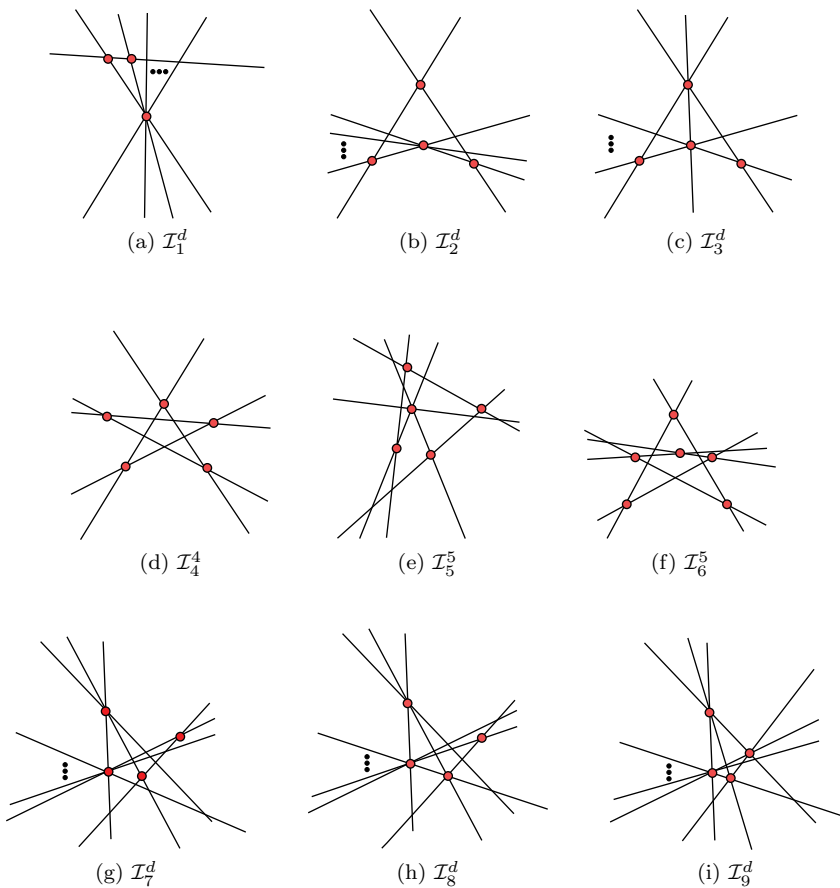 (a) $\mathcal{I}_1^d$
(b) $\mathcal{I}_2^d$
(c) $\mathcal{I}_3^d$
(d) $\mathcal{I}_4^4$
(e) $\mathcal{I}_5^5$
(f) $\mathcal{I}_6^5$
(g) $\mathcal{I}_7^d$
(h) $\mathcal{I}_8^d$
(i) $\mathcal{I}_9^d$